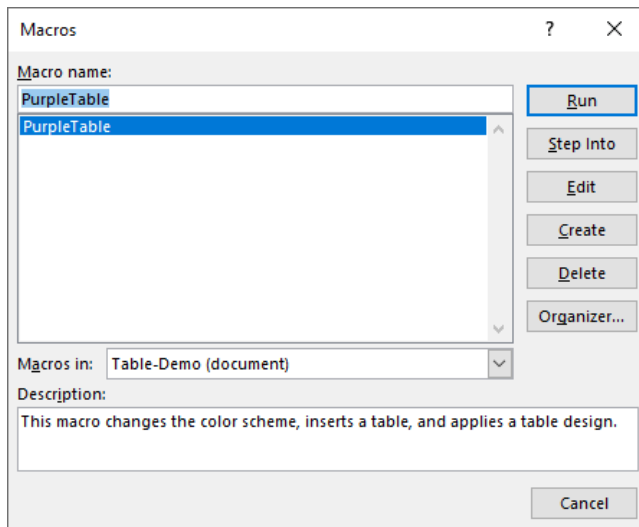 Macros
?
Macro name:
PurpleTable
PurpleTable
Run
Step Into
Edit
Create
Delete
Organizer...
Macros in: Table-Demo (document)
Description:
This macro changes the color scheme, inserts a table, and applies a table design.
Cancel